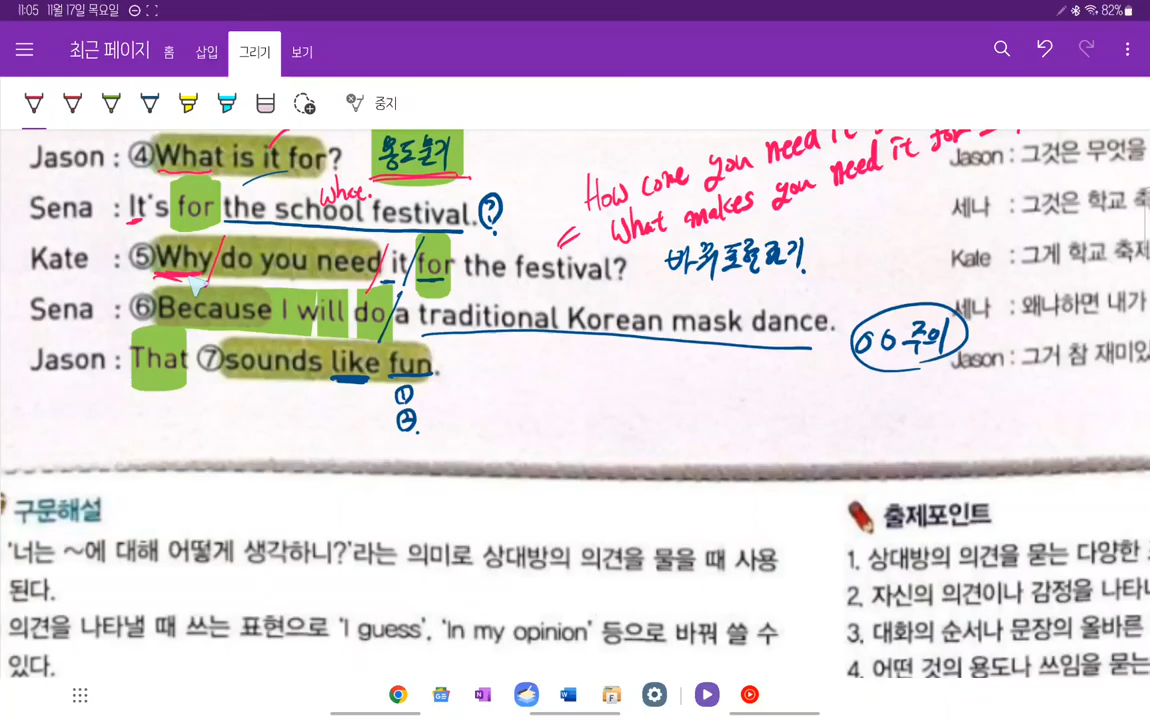 11:05 11월 17일 목요일 82%
최근 페이지 홈 삽입 그리기 보기
중지
Jason : ④What is it for? 용도묻기
How come you need it
What makes you need it for
what.
Sena : It's for the school festival. ?
Kate : ⑤Why do you need it for the festival? 바꿔
Sena : ⑥Because I will do a traditional Korean mask dance.
Jason : That ⑦sounds like fun.
①
②.
주의
Jason : 그것은 무엇을
세나 : 그것은 학교 축
Kate : 그게 학교 축제
세나 : 왜냐하면 내가
Jason : 그거 참 재미있
구문해설
'너는 ~에 대해 어떻게 생각하니?'라는 의미로 상대방의 의견을 물을 때 사용
된다.
의견을 나타낼 때 쓰는 표현으로 'I guess', 'In my opinion' 등으로 바꿔 쓸 수
있다.
출제포인트
1. 상대방의 의견을 묻는 다양한
2. 자신의 의견이나 감정을 나타내
3. 대화의 순서나 문장의 올바른
4. 어떤 것의 용도나 쓰임을 묻는